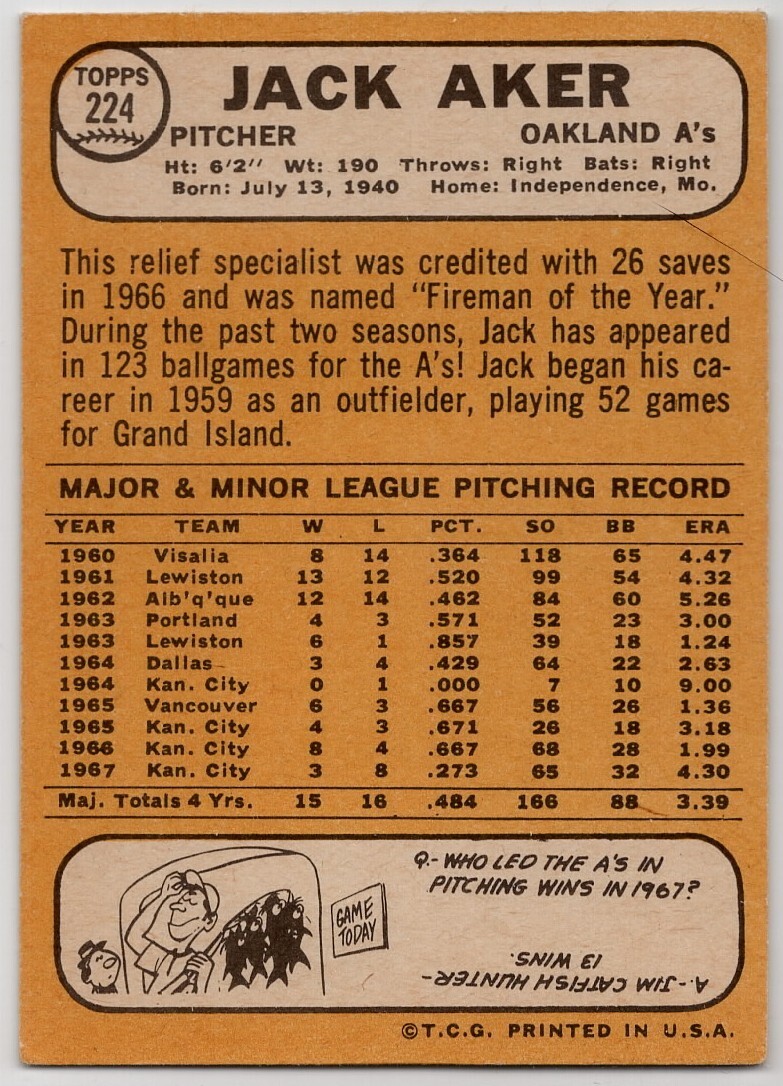 TOPPS
224
JACK AKER
PITCHER OAKLAND A's
Ht: 6'2" Wt: 190 Throws: Right Bats: Right
Born: July 13, 1940 Home: Independence, Mo.
This relief specialist was credited with 26 saves
in 1966 and was named "Fireman of the Year."
During the past two seasons, Jack has appeared
in 123 ballgames for the A's! Jack began his ca-
reer in 1959 as an outfielder, playing 52 games
for Grand Island.
MAJOR & MINOR LEAGUE PITCHING RECORD
YEAR TEAM W L PCT. SO BB ERA
1960 Visalia 8 14 .364 118 65 4.47
1961 Lewiston 13 12 .520 99 54 4.32
1962 Alb'q'que 12 14 .462 84 60 5.26
1963 Portland 4 3 .571 52 23 3.00
1963 Lewiston 6 1 .857 39 18 1.24
1964 Dallas 3 4 .429 64 22 2.63
1964 Kan. City 0 1 .000 7 10 9.00
1965 Vancouver 6 3 .667 56 26 1.36
1965 Kan. City 4 3 .671 26 18 3.18
1966 Kan. City 8 4 .667 68 28 1.99
1967 Kan. City 3 8 .273 65 32 4.30
Maj. Totals 4 Yrs. 15 16 .484 166 88 3.39
GAME
TODAY
Q.- WHO LED THE A'S IN
PITCHING WINS IN 1967?
A.- JIM CATFISH HUNTER-
13 WINS.
©T.C.G. PRINTED IN U.S.A.